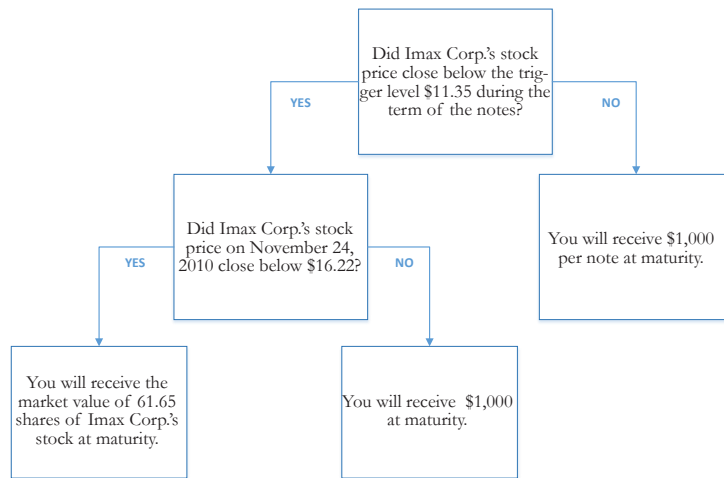 Did Imax Corp.'s stock
price close below the trig-
ger level $11.35 during the
term of the notes?
YES
NO
Did Imax Corp.'s stock
price on November 24,
2010 close below $16.22?
You will receive $1,000
per note at maturity.
YES
NO
You will receive the
market value of 61.65
shares of Imax Corp.'s
stock at maturity.
You will receive $1,000
at maturity.